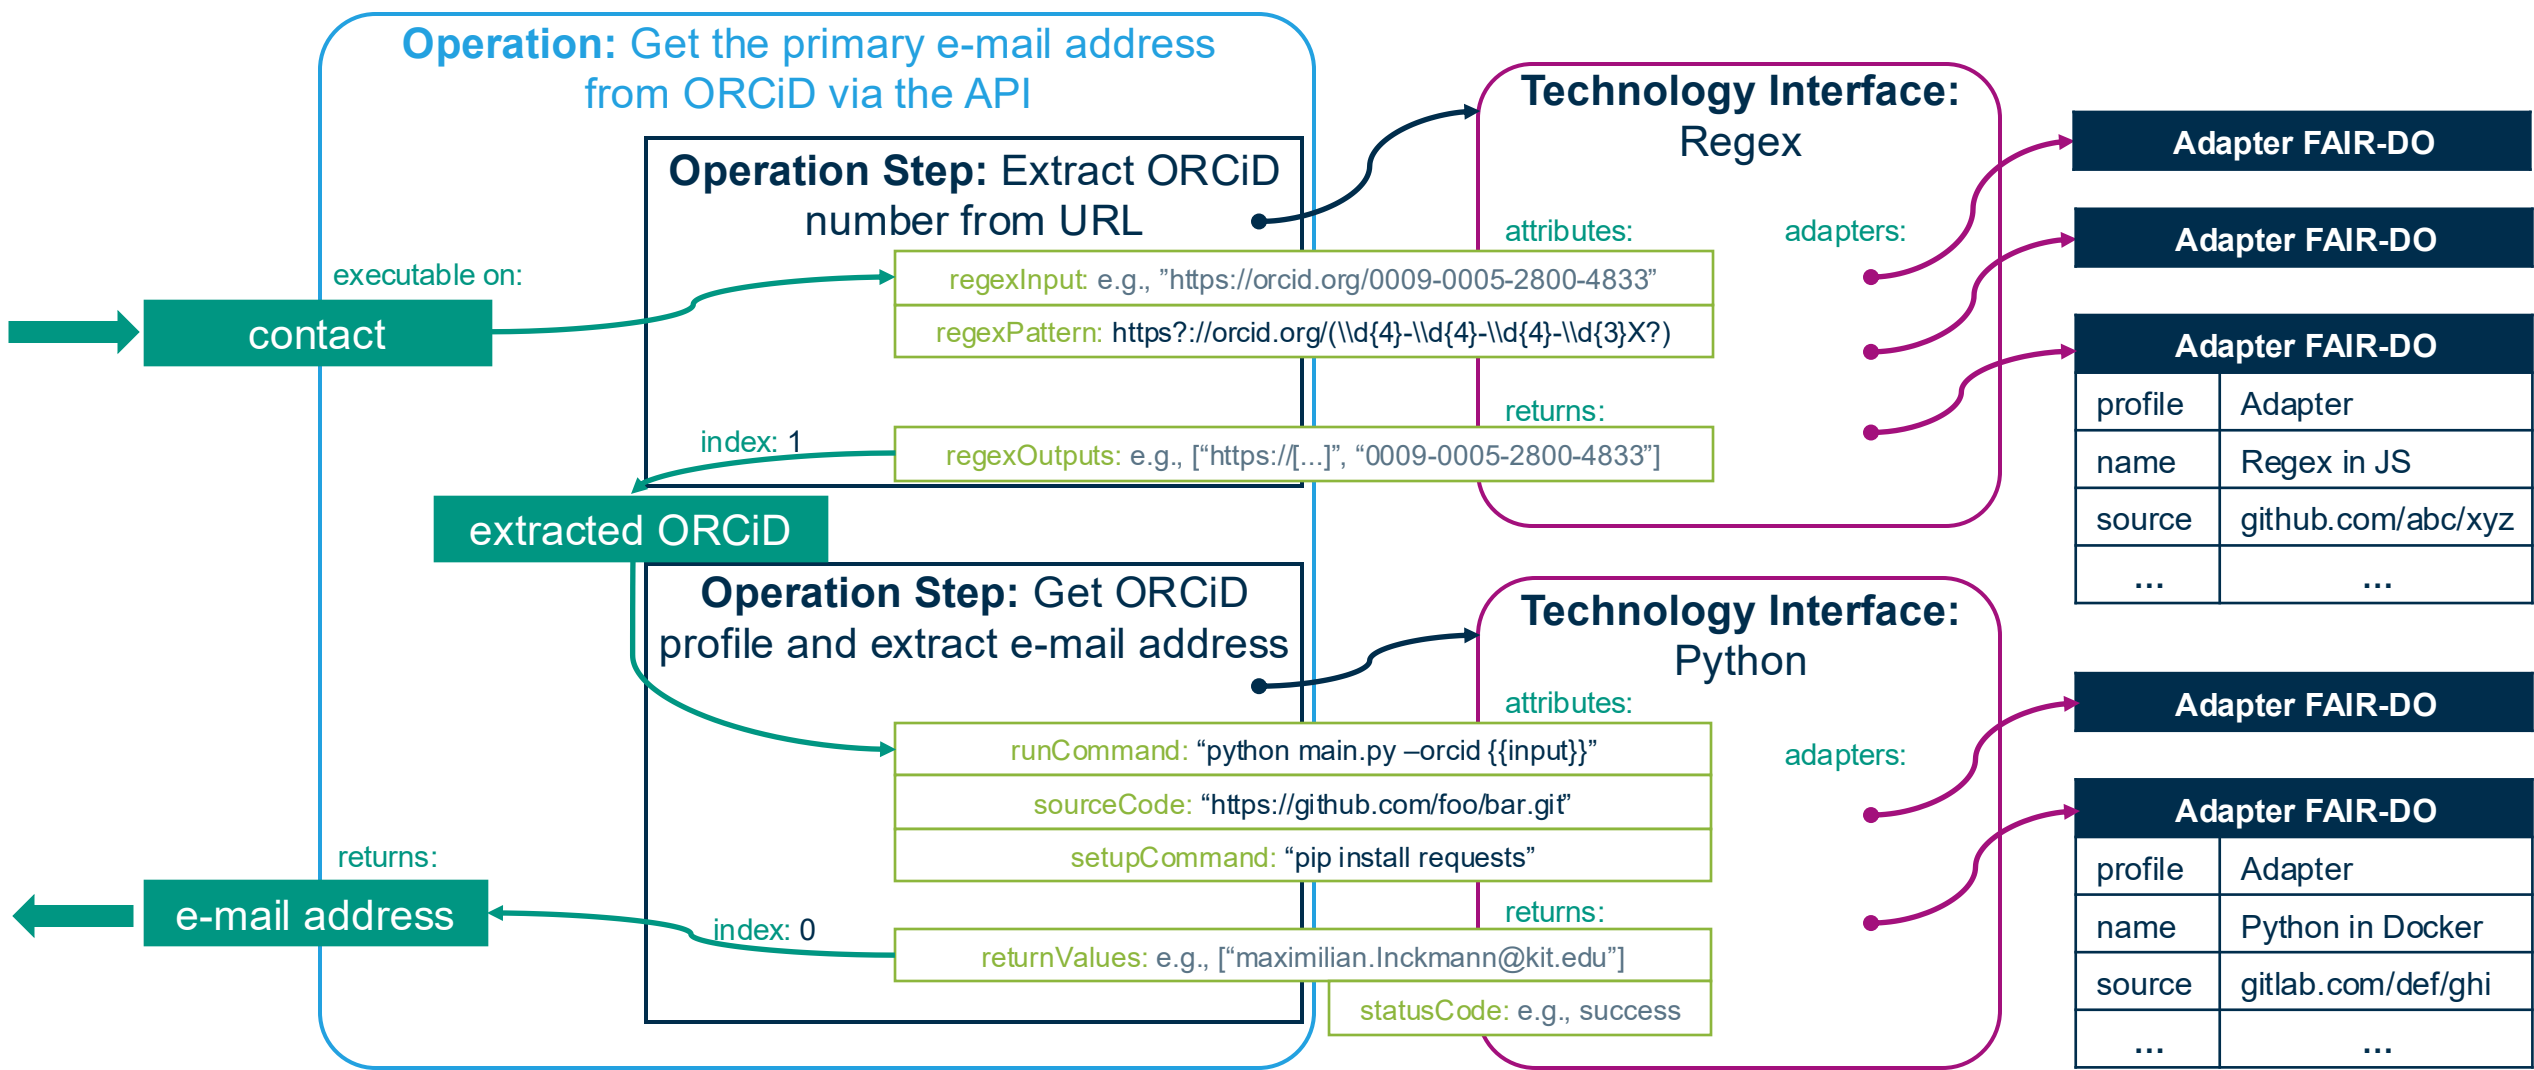 Operation: Get the primary e-mail address
from ORCiD via the API
executable on:
contact
Operation Step: Extract ORCiD
number from URL
Technology Interface:
Regex
attributes:
regexInput: e.g., ”https://orcid.org/0009-0005-2800-4833”
regexPattern: https?://orcid.org/(\\d{4}-\\d{4}-\\d{4}-\\d{3}X?)
returns:
regexOutputs: e.g., [“https://[...]”, “0009-0005-2800-4833”]
index: 1
extracted ORCiD
adapters:
Adapter FAIR-DO
Adapter FAIR-DO
Adapter FAIR-DO
profile Adapter
name Regex in JS
source github.com/abc/xyz
... ...
Operation Step: Get ORCiD
profile and extract e-mail address
Technology Interface:
Python
attributes:
runCommand: “python main.py –orcid {{input}}”
sourceCode: “https://github.com/foo/bar.git”
setupCommand: “pip install requests”
returns:
returnValues: e.g., [“maximilian.Inckmann@kit.edu”]
statusCode: e.g., success
index: 0
returns:
e-mail address
adapters:
Adapter FAIR-DO
Adapter FAIR-DO
profile Adapter
name Python in Docker
source gitlab.com/def/ghi
... ...